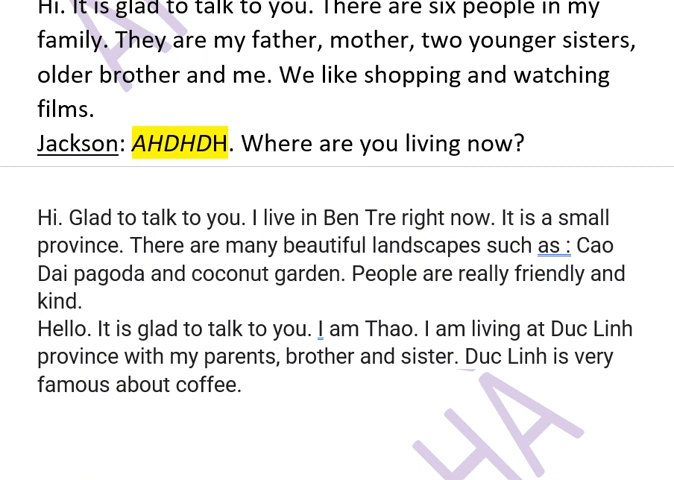 Hi. It is glad to talk to you. There are six people in my
family. They are my father, mother, two younger sisters,
older brother and me. We like shopping and watching
films.
Jackson: AHDHDH. Where are you living now?
Hi. Glad to talk to you. I live in Ben Tre right now. It is a small
province. There are many beautiful landscapes such as : Cao
Dai pagoda and coconut garden. People are really friendly and
kind.
Hello. It is glad to talk to you. I am Thao. I am living at Duc Linh
province with my parents, brother and sister. Duc Linh is very
famous about coffee.
HA